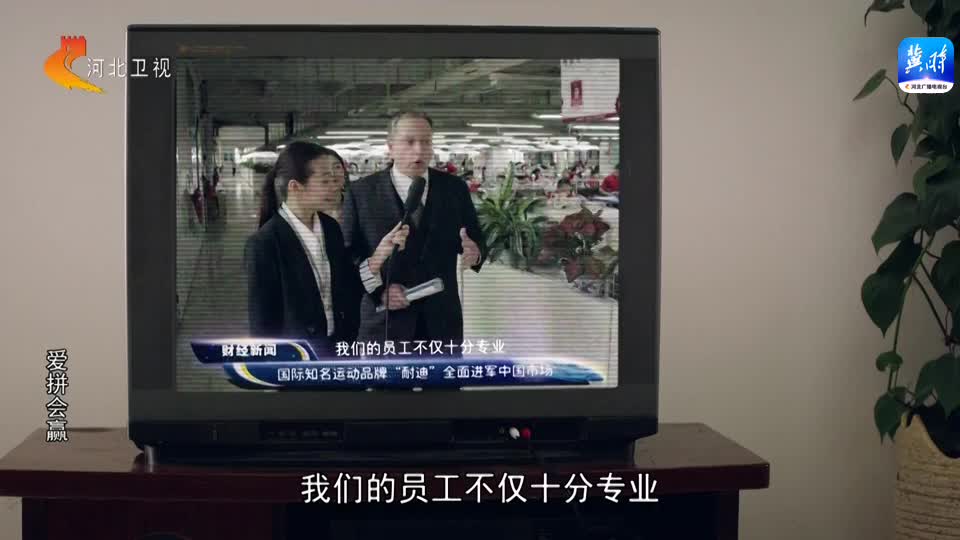 河北卫视
冀时
河北广播电视台
财经新闻
我们的员工不仅十分专业
国际知名运动品牌“耐迪”全面进军中国市场
爱拼会赢
我们的员工不仅十分专业